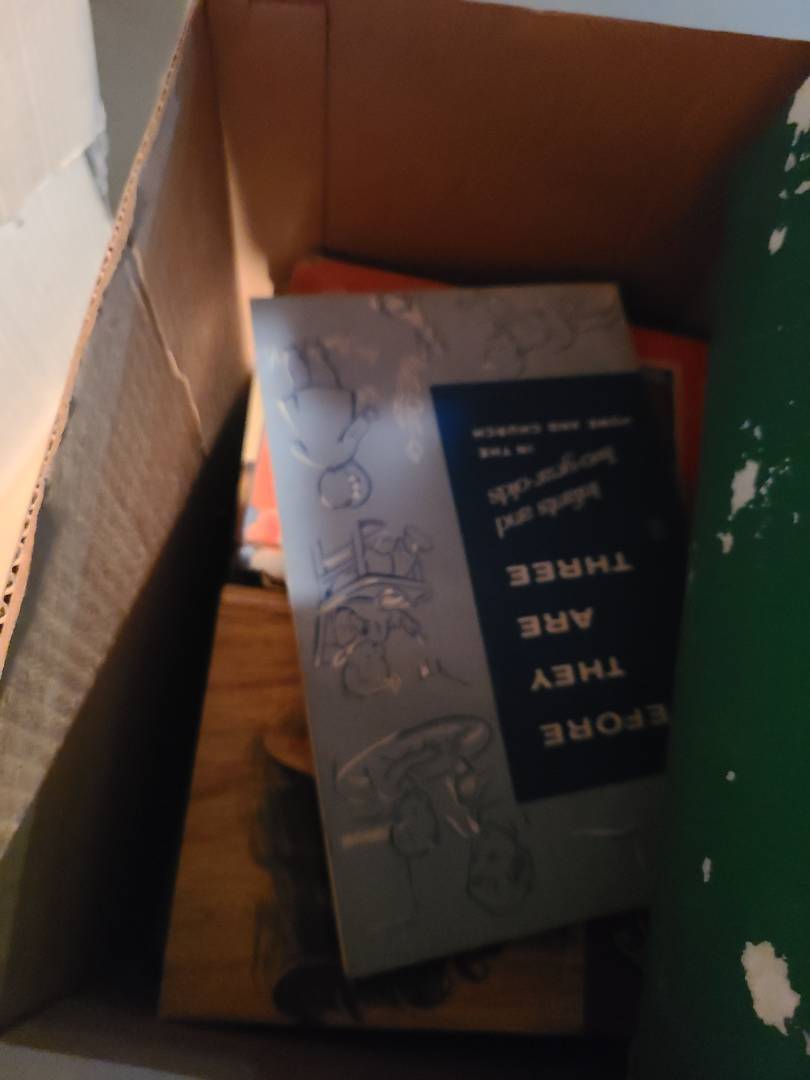 EFORE
THEY
ARE
THREE
Infants and
two-year-olds
IN THE
HOME AND CHURCH